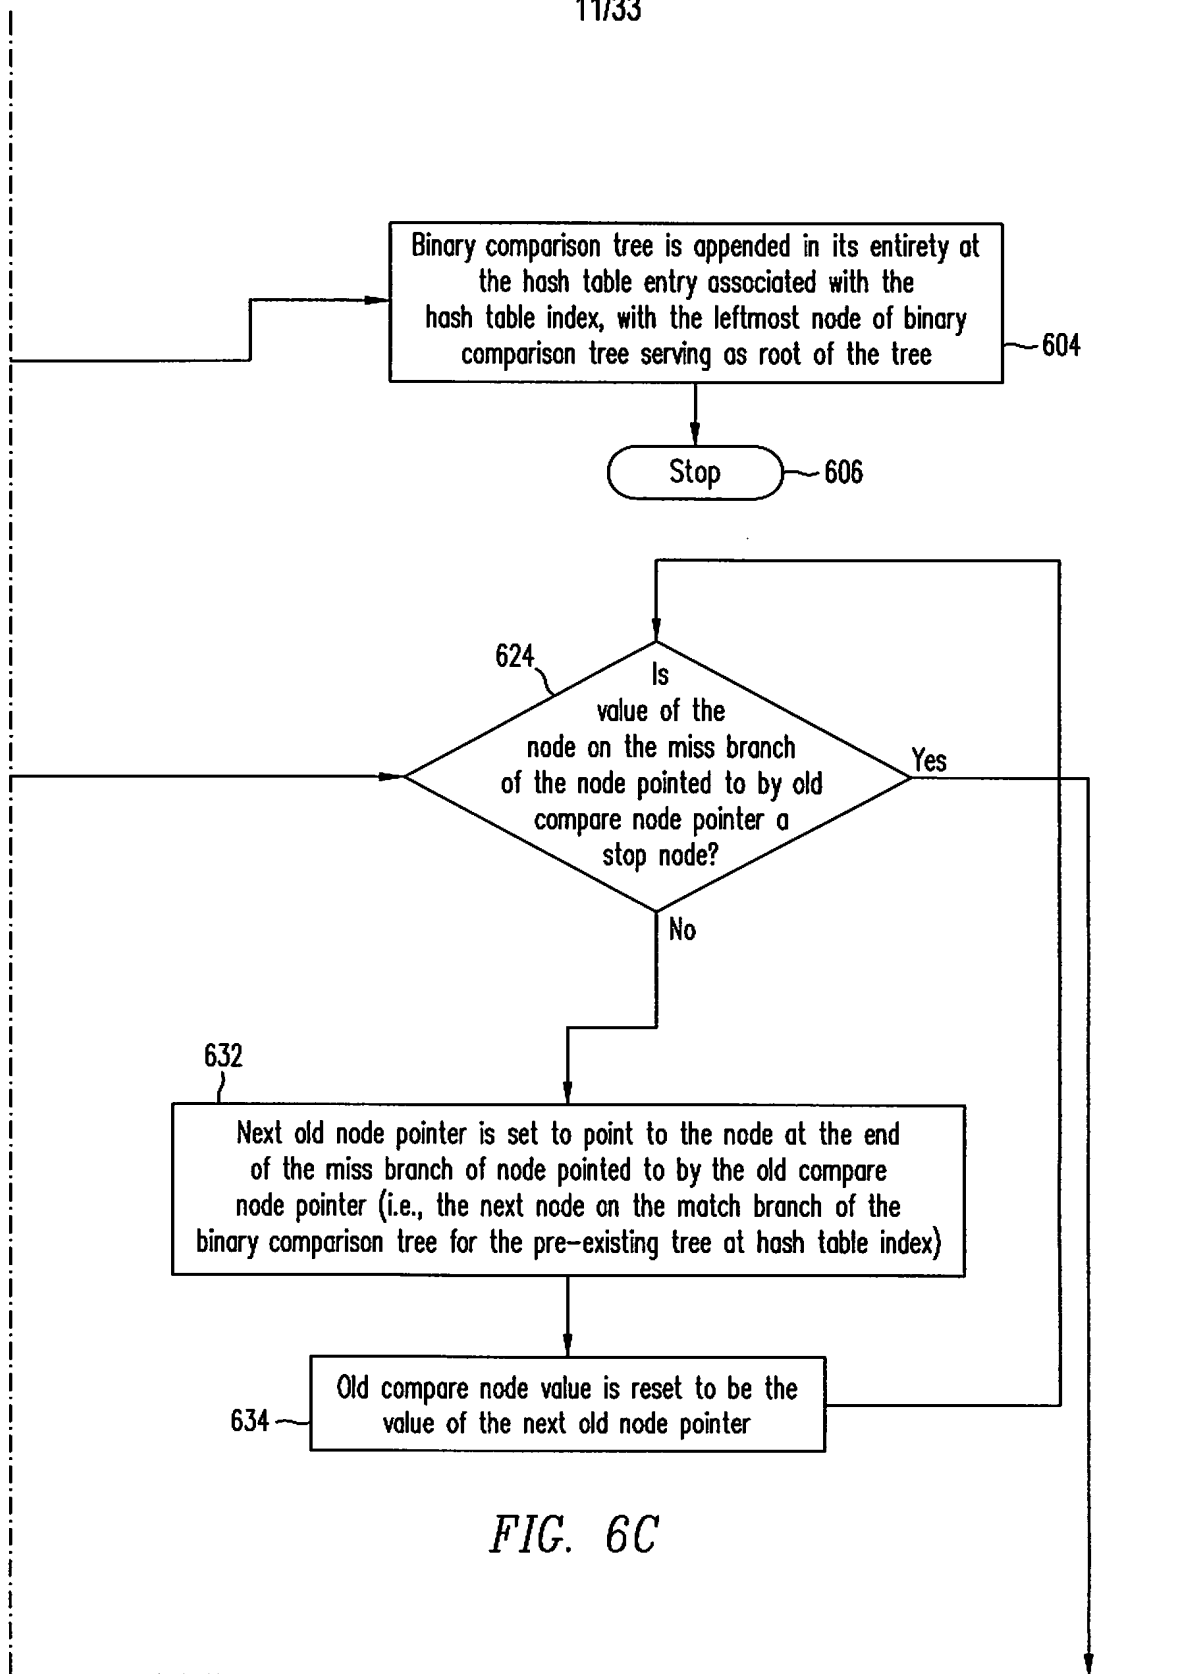 11/33
Binary comparison tree is appended in its entirety at
the hash table entry associated with the
hash table index, with the leftmost node of binary
comparison tree serving as root of the tree
604
Stop
606
624
Is
value of the
node on the miss branch
of the node pointed to by old
compare node pointer a
stop node?
Yes
No
632
Next old node pointer is set to point to the node at the end
of the miss branch of node pointed to by the old compare
node pointer (i.e., the next node on the match branch of the
binary comparison tree for the pre-existing tree at hash table index)
Old compare node value is reset to be the
value of the next old node pointer
634
FIG. 6C